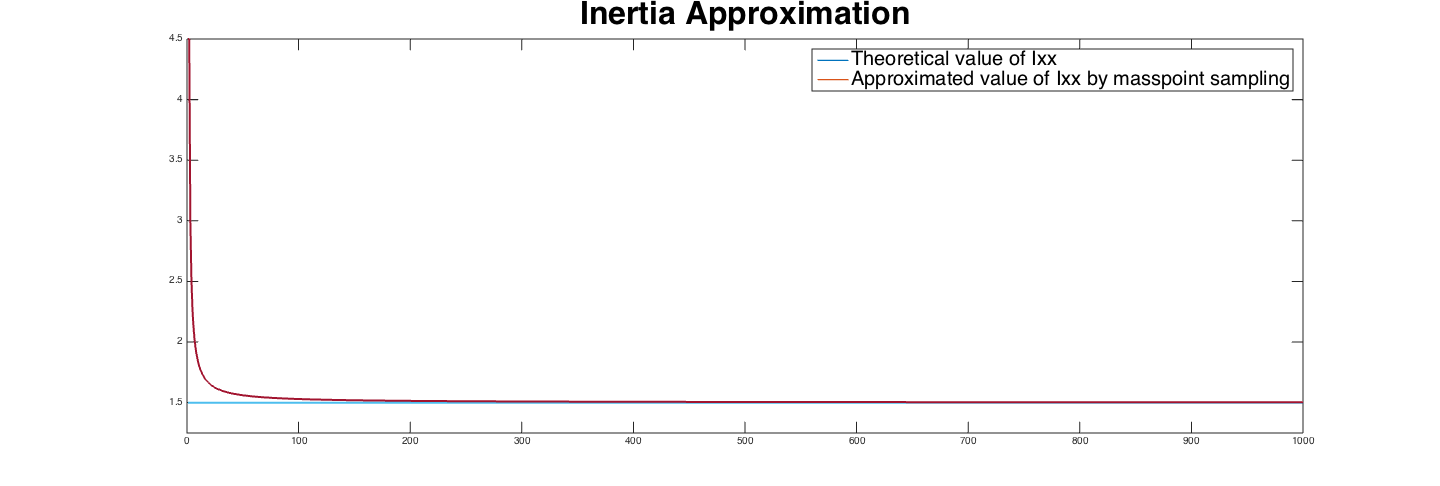 Inertia Approximation
4.5
4
3.5
3
2.5
2
1.5
Theoretical value of Ixx
Approximated value of Ixx by masspoint sampling
0 100 200 300 400 500 600 700 800 900 1000